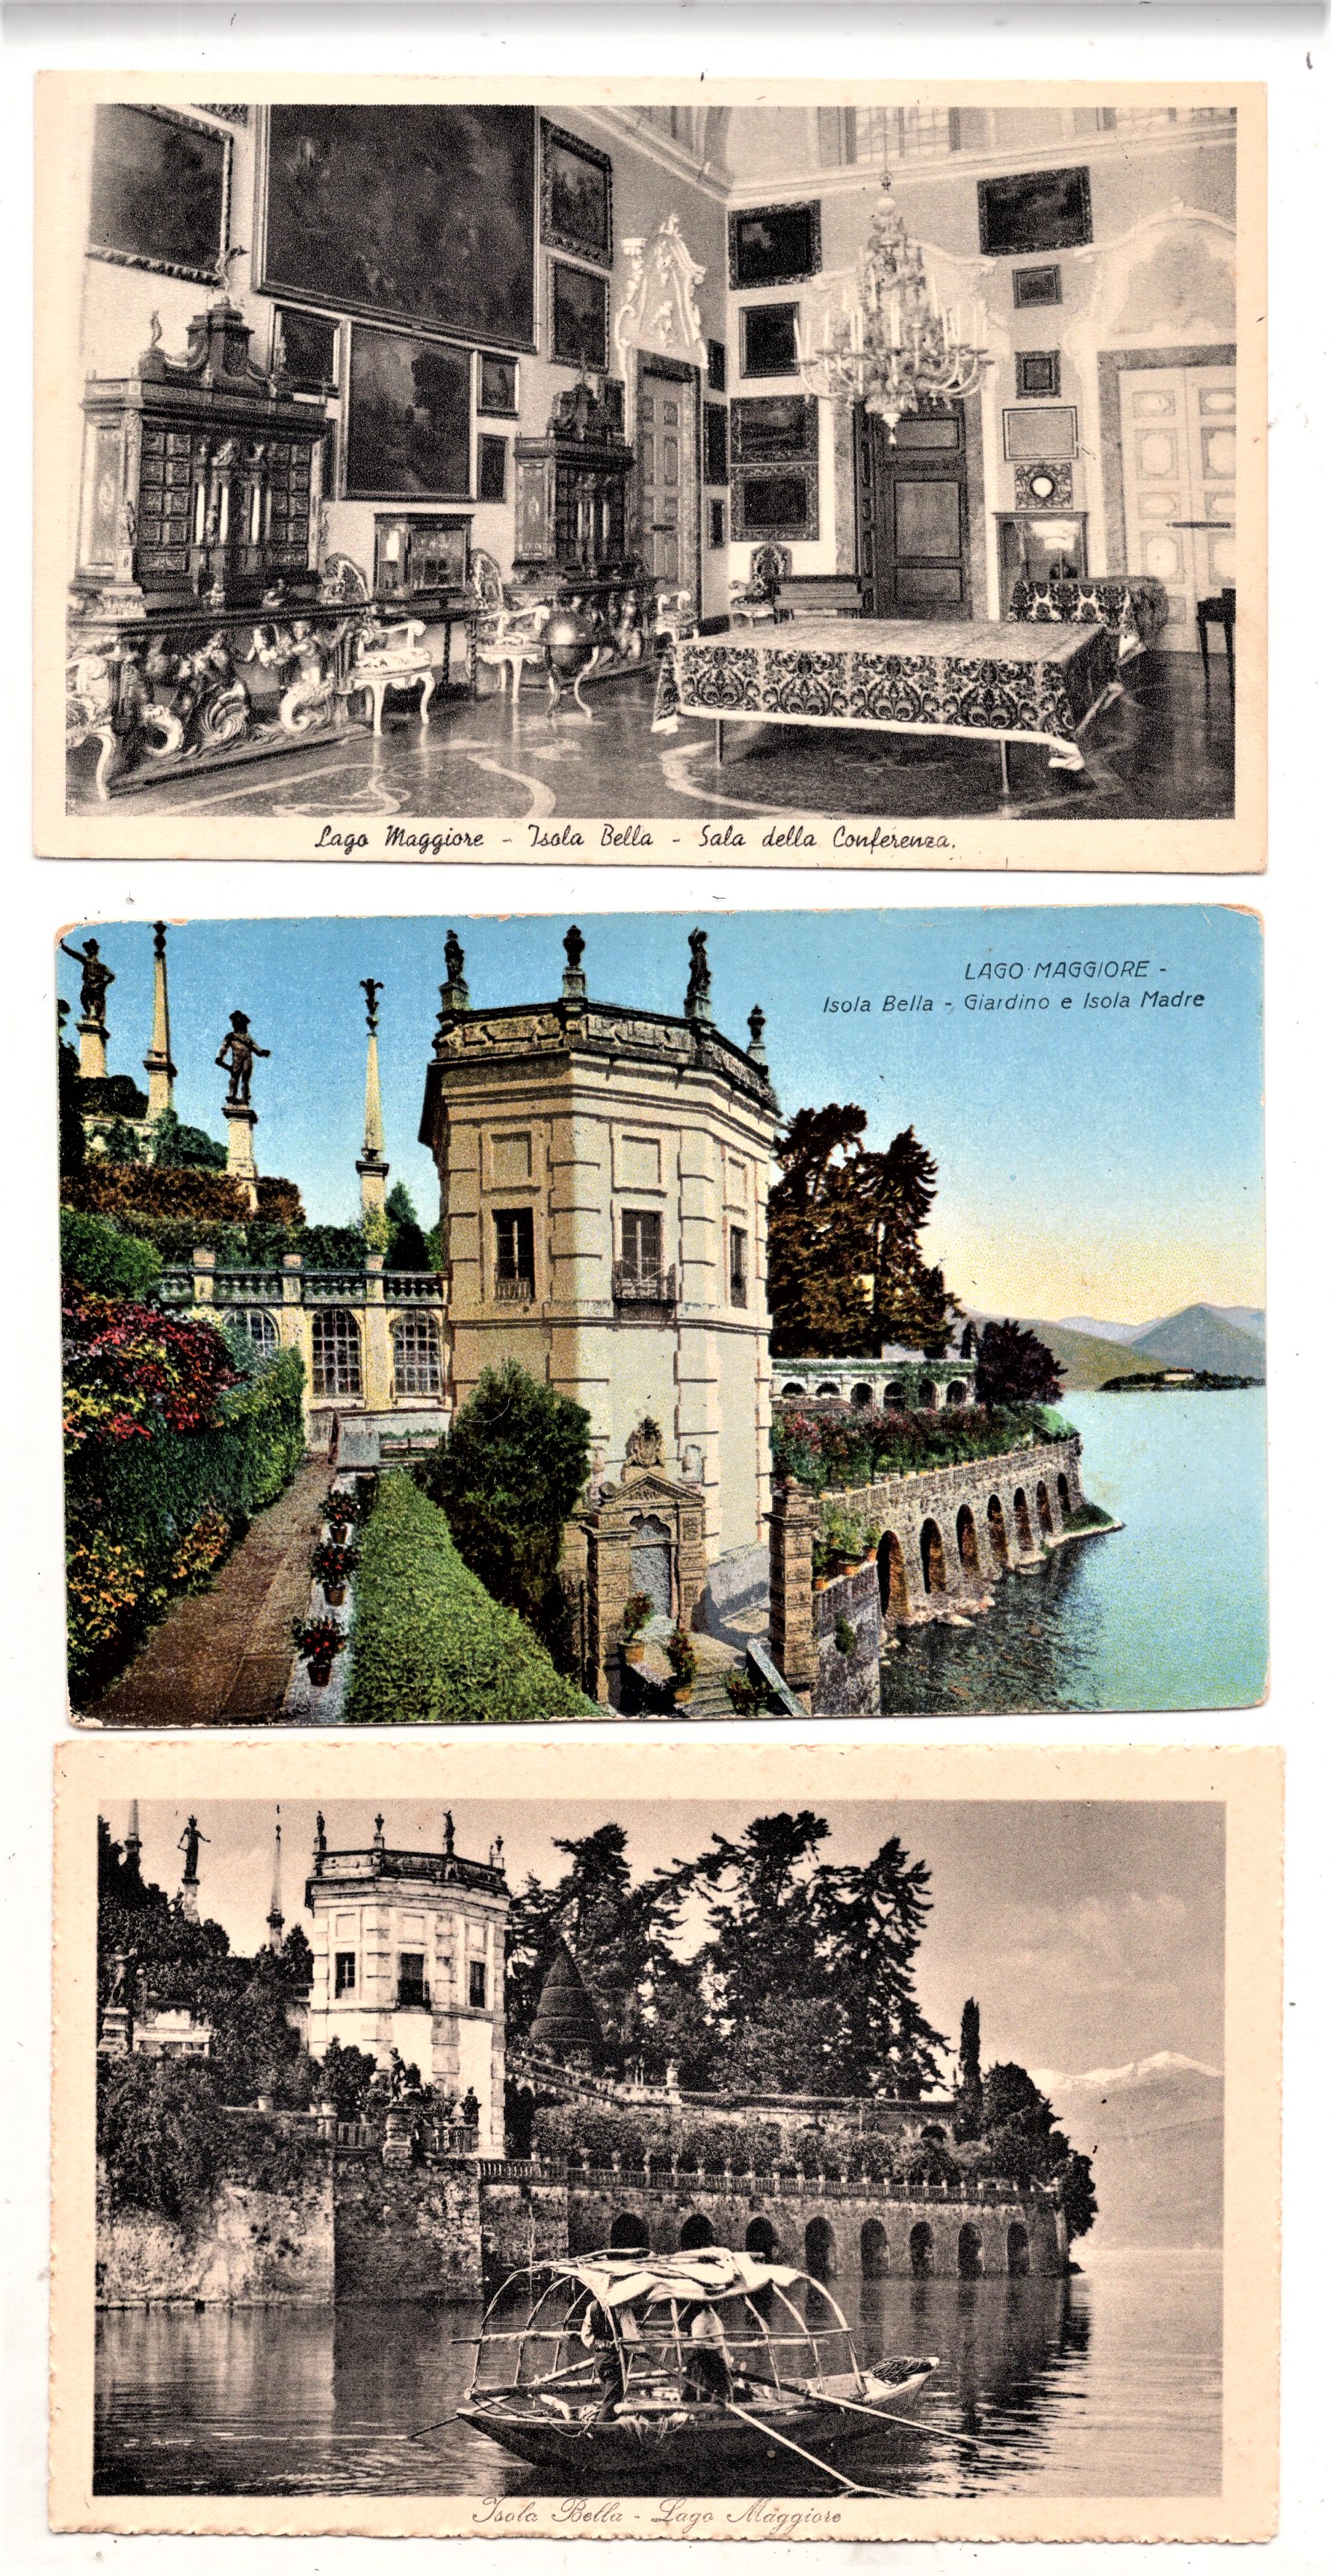 Lago Maggiore - Isola Bella - Sala della Conferenza.
LAGO MAGGIORE -
Isola Bella - Giardino e Isola Madre
Isola Bella - Lago Maggiore